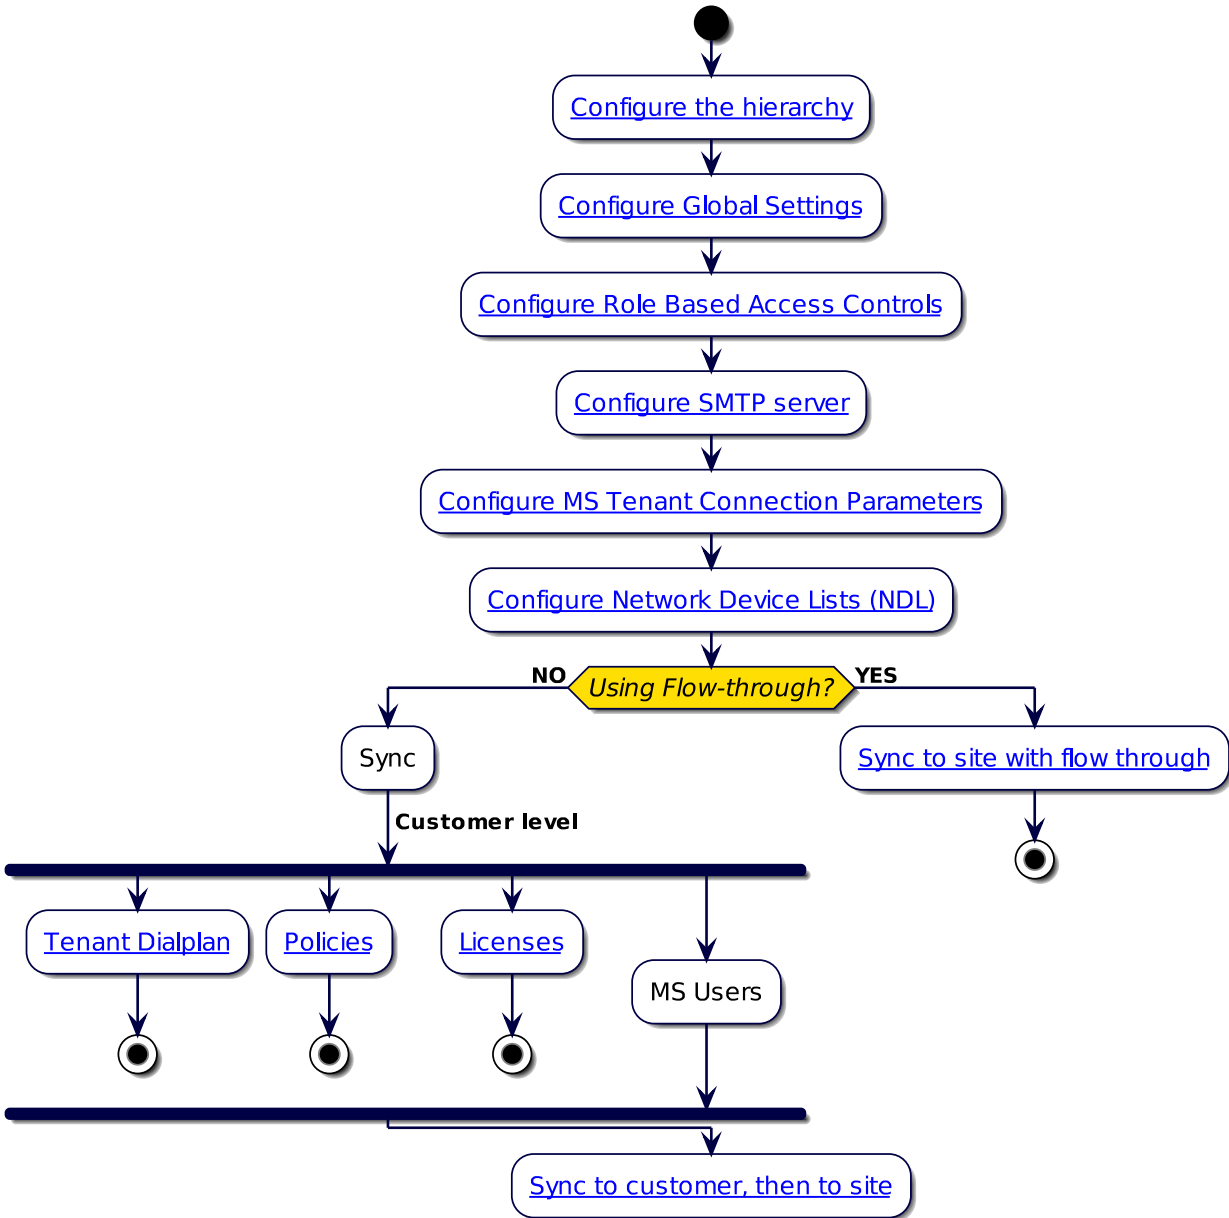 Configure the hierarchy
Configure Global Settings
Configure Role Based Access Controls
Configure SMTP server
Configure MS Tenant Connection Parameters
Configure Network Device Lists (NDL)
NO
Using Flow-through?
YES
Sync
Sync to site with flow through
Customer level
Tenant Dialplan
Policies
Licenses
MS Users
Sync to customer, then to site